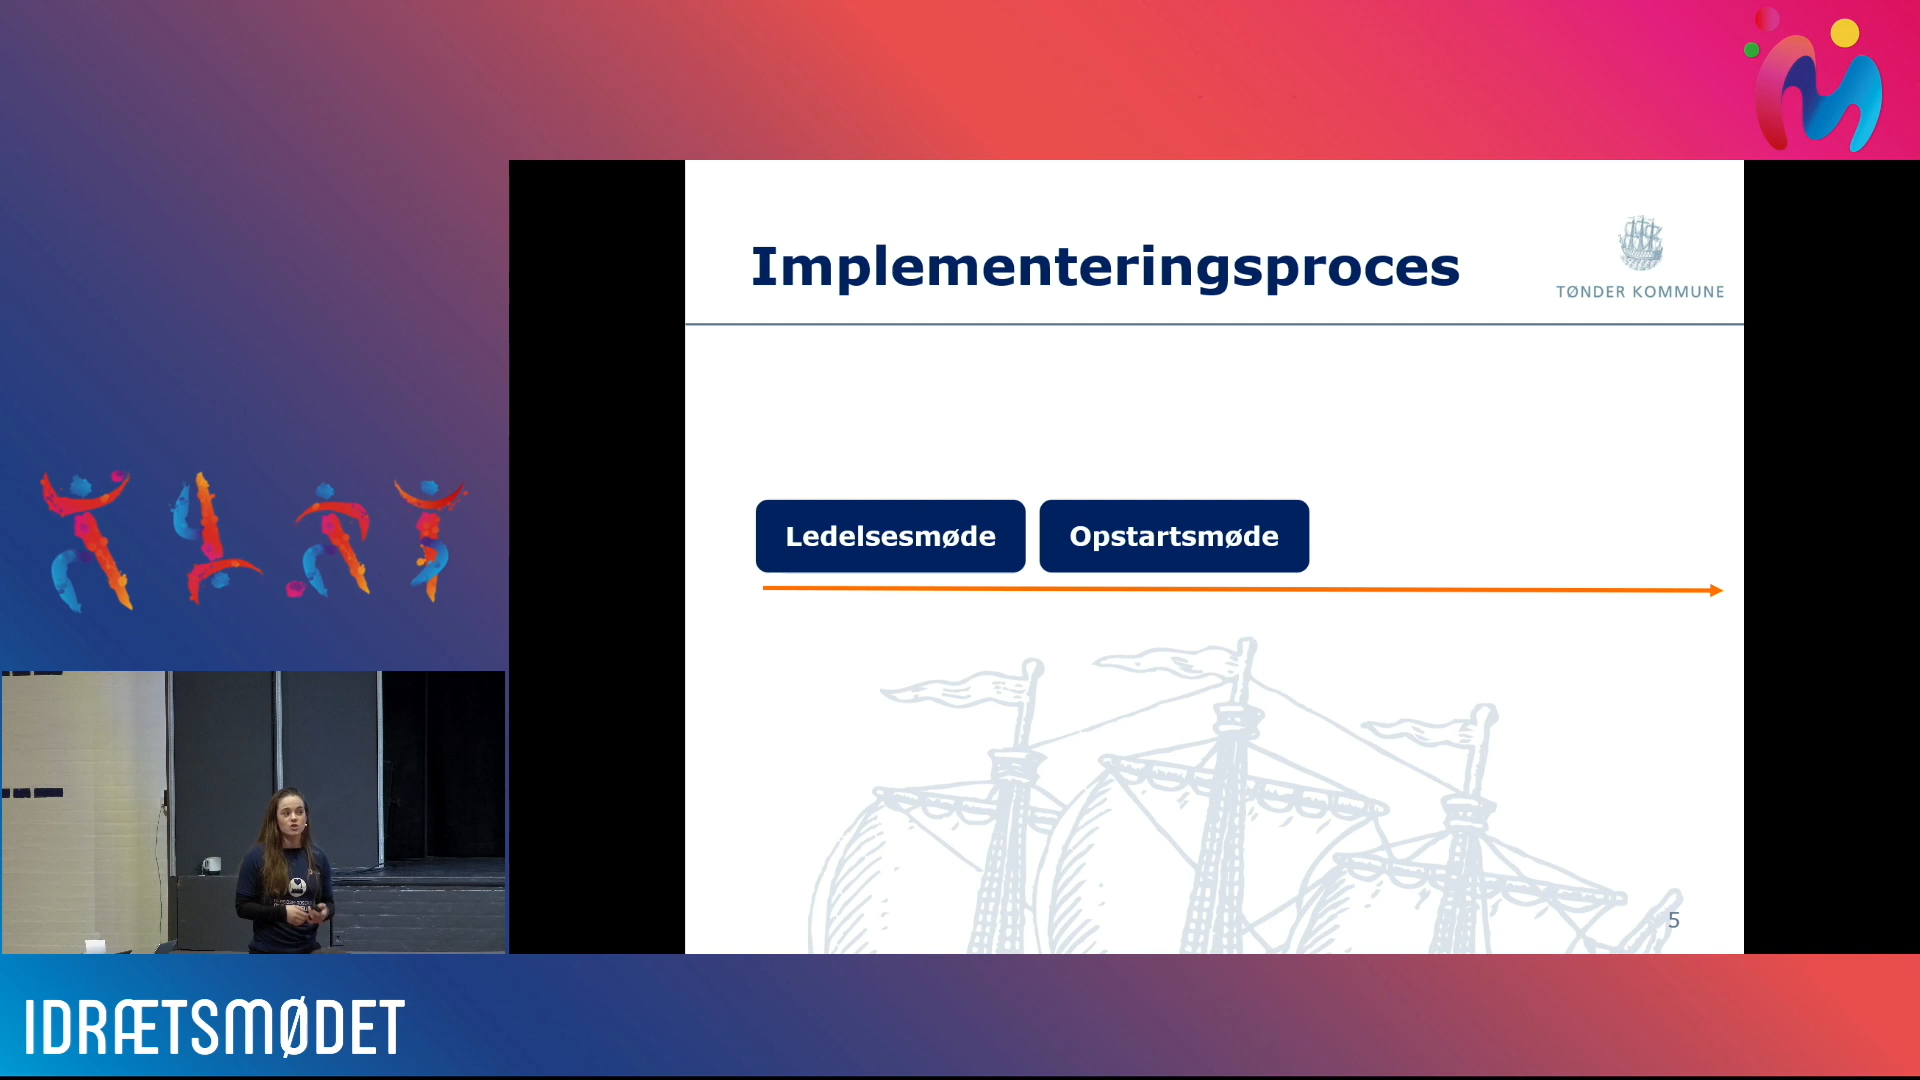 Implementeringsproces
TØNDER KOMMUNE
Ledelsesmøde
Opstartsmøde
5
IDRÆTSMØDET